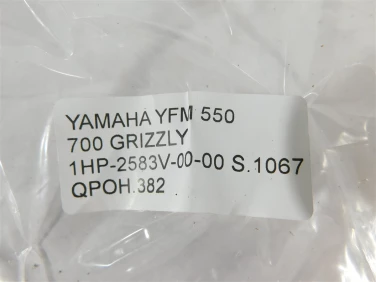 YAMAHA YFM 550
700 GRIZZLY
1HP-2583V-00-00 S.1067
QPOH.382